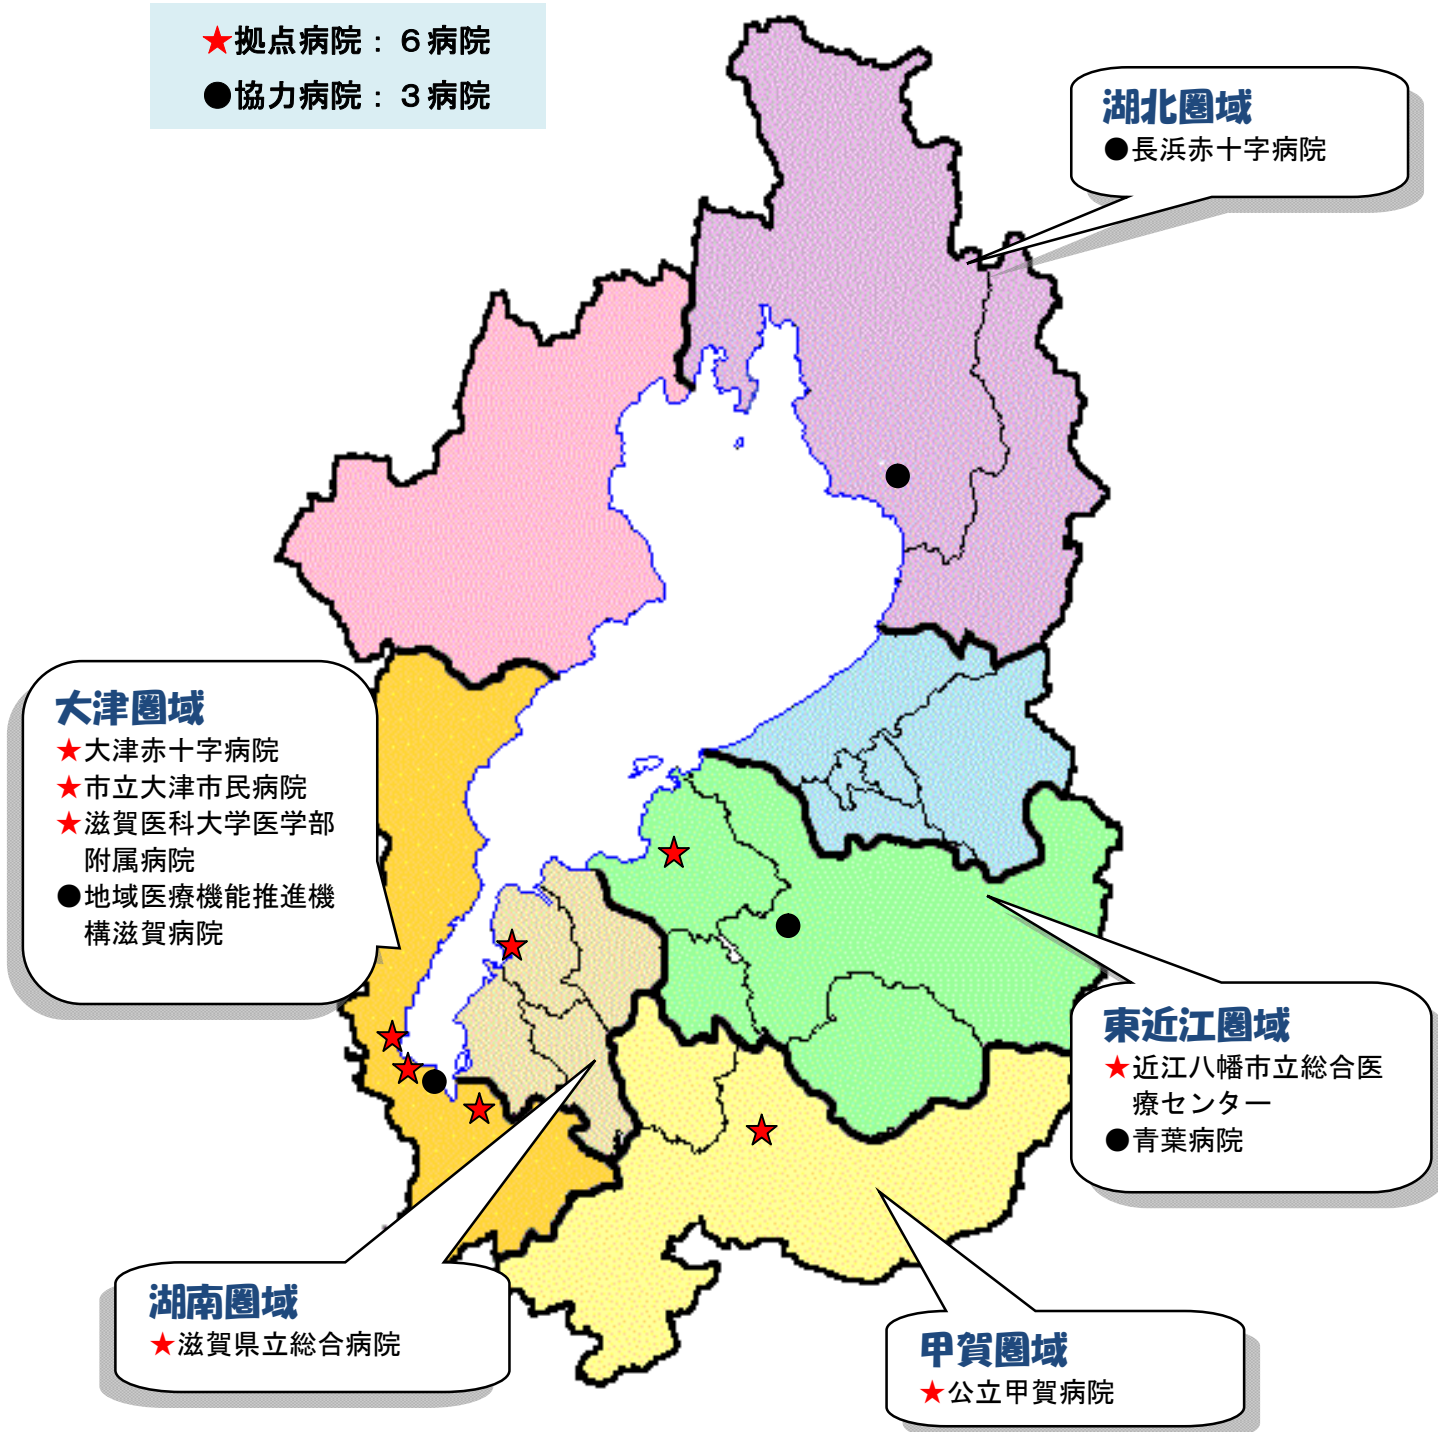 ★拠点病院：６病院
●協力病院：３病院
湖北圏域
●長浜赤十字病院
大津圏域
★大津赤十字病院
★市立大津市民病院
★滋賀医科大学医学部
附属病院
●地域医療機能推進機
構滋賀病院
東近江圏域
★近江八幡市立総合医
療センター
●青葉病院
湖南圏域
★滋賀県立総合病院
甲賀圏域
★公立甲賀病院